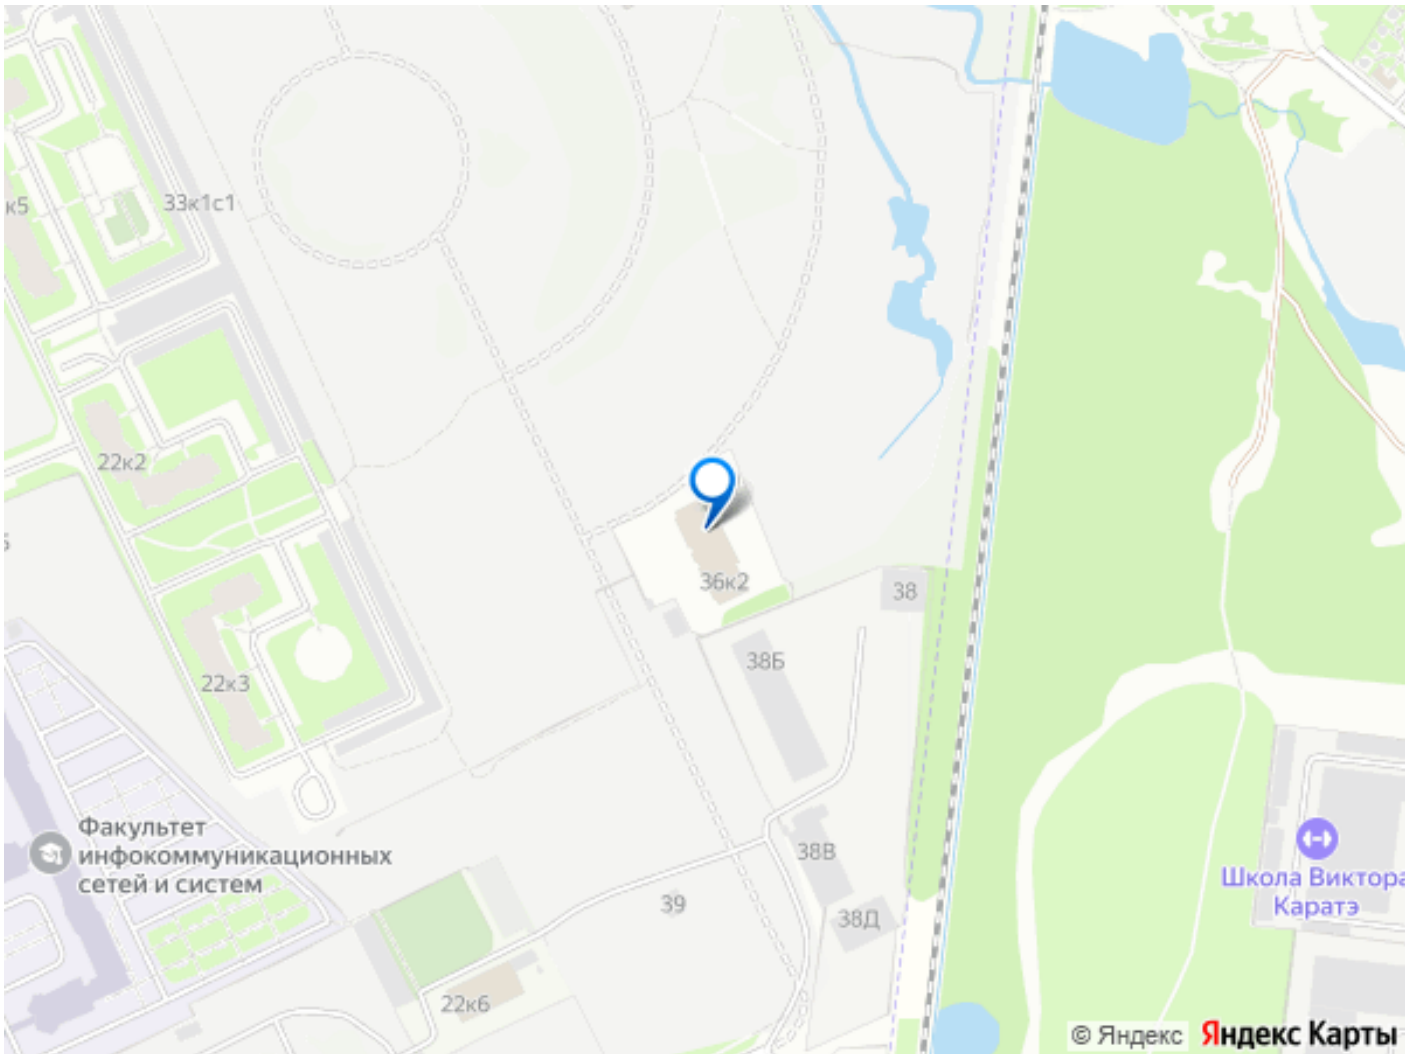 к5
33к1с1
22к2
36к2
38
38Б
22к3
Факультет
инфокоммуникационных
сетей и систем
38В
Школа Виктора
Каратэ
39
38Д
22к6
© Яндекс Яндекс Карты